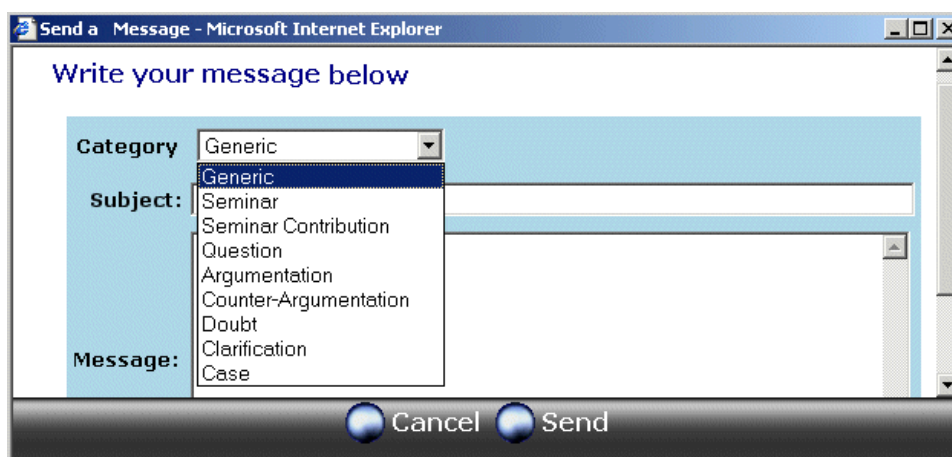 Send a Message - Microsoft Internet Explorer
Write your message below
Category Generic
Generic
Subject: Seminar
Seminar Contribution
Question
Argumentation
Counter-Argumentation
Doubt
Message: Clarification
Case
Cancel Send